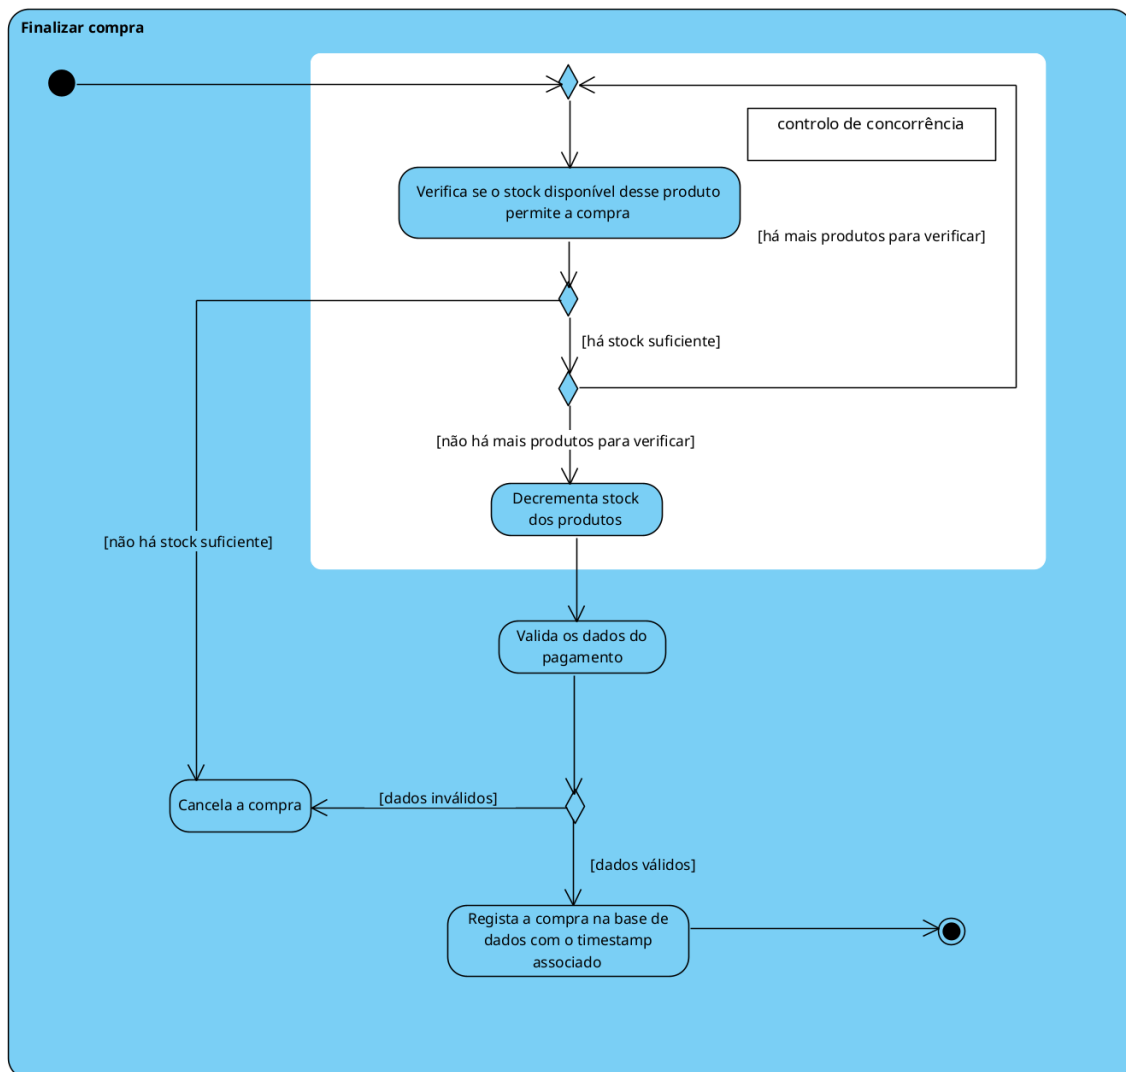 Finalizar compra
controlo de concorrência
Verifica se o stock disponível desse produto
permite a compra
[há mais produtos para verificar]
[há stock suficiente]
[não há mais produtos para verificar]
Decrementa stock
dos produtos
[não há stock suficiente]
Valida os dados do
pagamento
Cancela a compra
[dados inválidos]
[dados válidos]
Regista a compra na base de
dados com o timestamp
associado